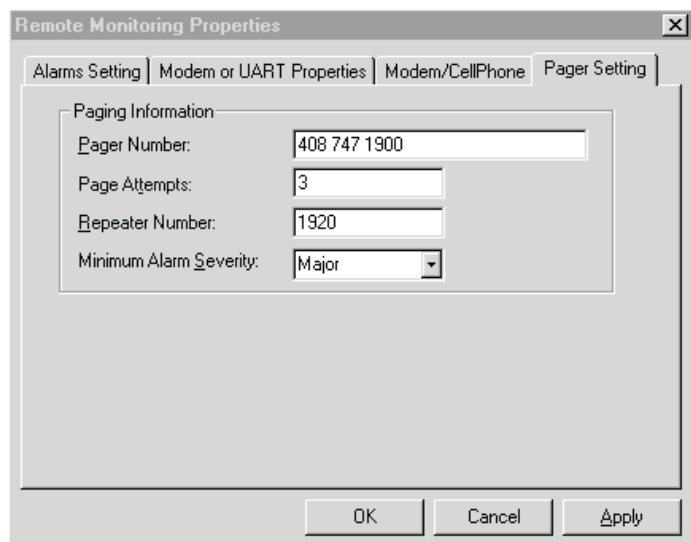 Remote Monitoring Properties
Alarms Setting Modem or UART Properties Modem/CellPhone Pager Setting
Paging Information
Pager Number: 408 747 1900
Page Attempts: 3
Repeater Number: 1920
Minimum Alarm Severity: Major
OK Cancel Apply